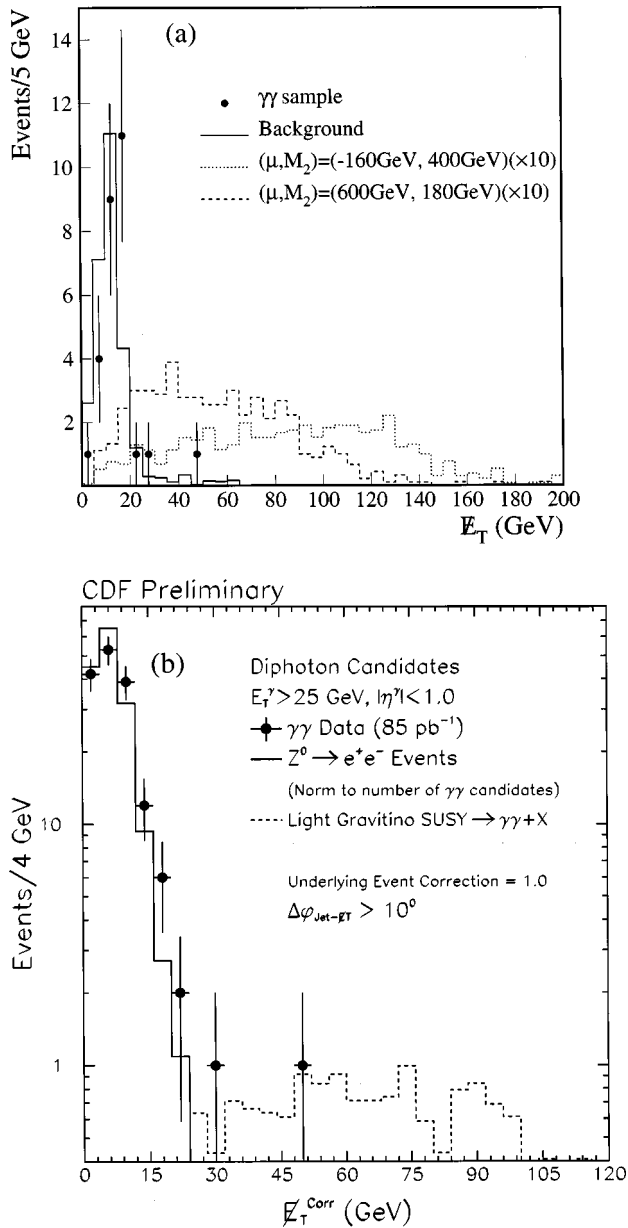 (a)
Events/5 GeV
14
12
10
8
6
4
2
γγ sample
Background
(μ,M₂)=(-160GeV, 400GeV)(×10)
(μ,M₂)=(600GeV, 180GeV)(×10)
0 20 40 60 80 100 120 140 160 180 200
E̸_T (GeV)
CDF Preliminary
(b)
Diphoton Candidates
E_T^γ>25 GeV, |η^γ|<1.0
γγ Data (85 pb⁻¹)
Z⁰ → e⁺e⁻ Events
(Norm to number of γγ candidates)
Light Gravitino SUSY → γγ+X
Underlying Event Correction = 1.0
Δφ_Jet-E̸T > 10⁰
Events/4 GeV
10
1
0 15 30 45 60 75 90 105 120
E̸_T^Corr (GeV)